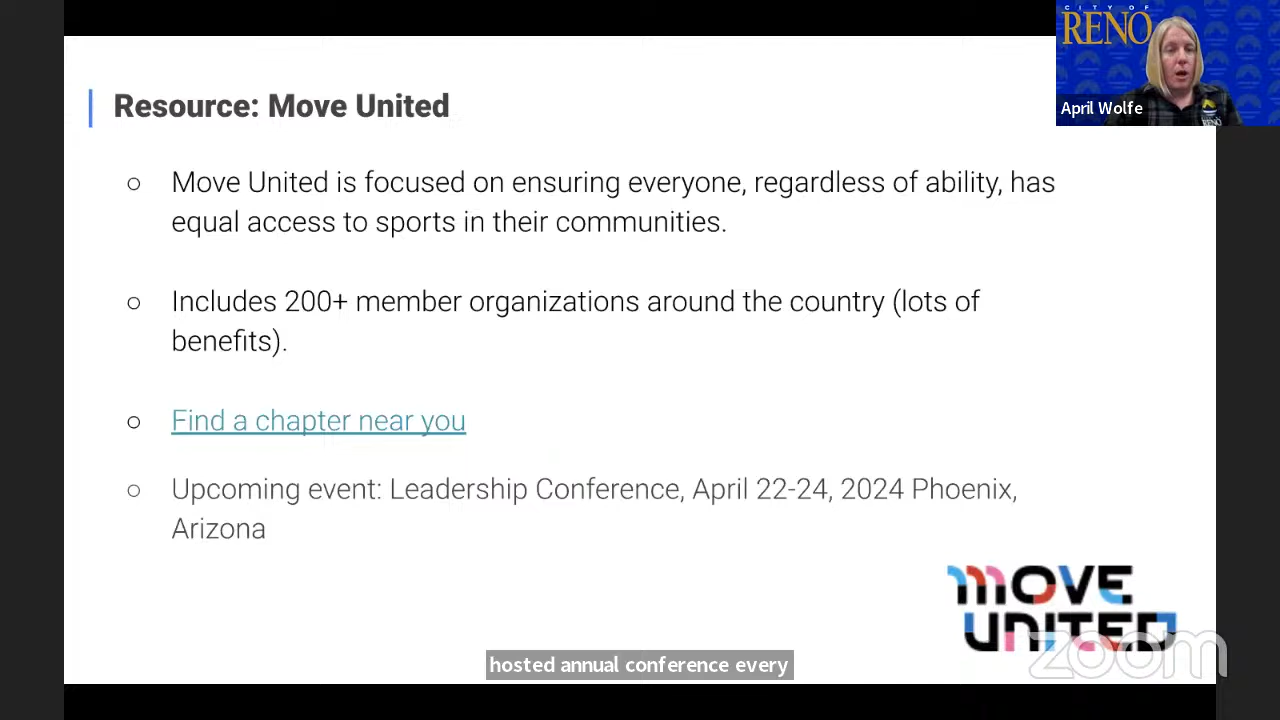 CITY OF
RENO
April Wolfe
RENO
Resource: Move United
○ Move United is focused on ensuring everyone, regardless of ability, has
equal access to sports in their communities.
○ Includes 200+ member organizations around the country (lots of
benefits).
○ Find a chapter near you
○ Upcoming event: Leadership Conference, April 22-24, 2024 Phoenix,
Arizona
MOVE
UNITED
zoom
hosted annual conference every